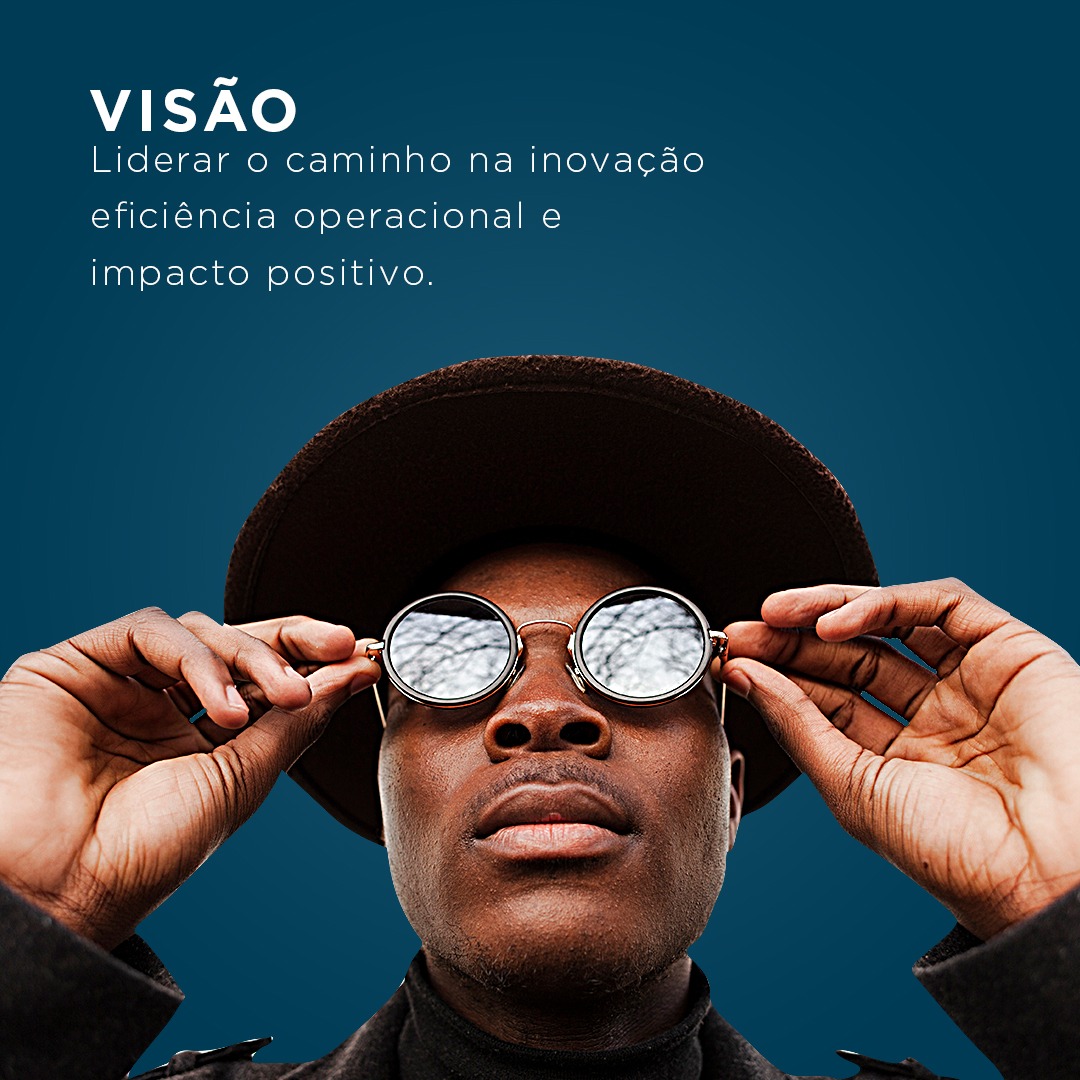 VISÃO
Liderar o caminho na inovação
eficiência operacional e
impacto positivo.